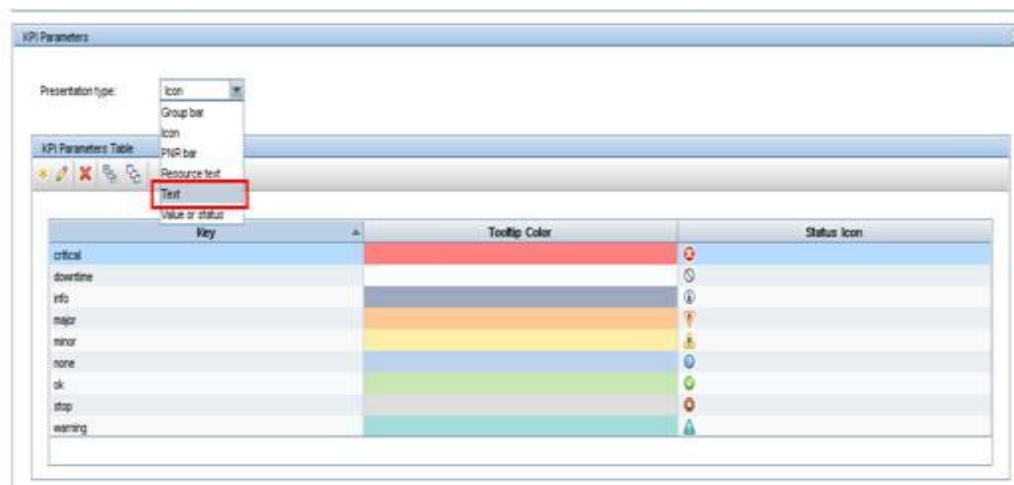 KPI Parameters
Presentation type: Icon
Group bar
Icon
PNR bar
Resource text
Text
Value or status
KPI Parameters Table
Key Tooltip Color Status Icon
critical
downtime
info
major
minor
none
ok
stop
warning